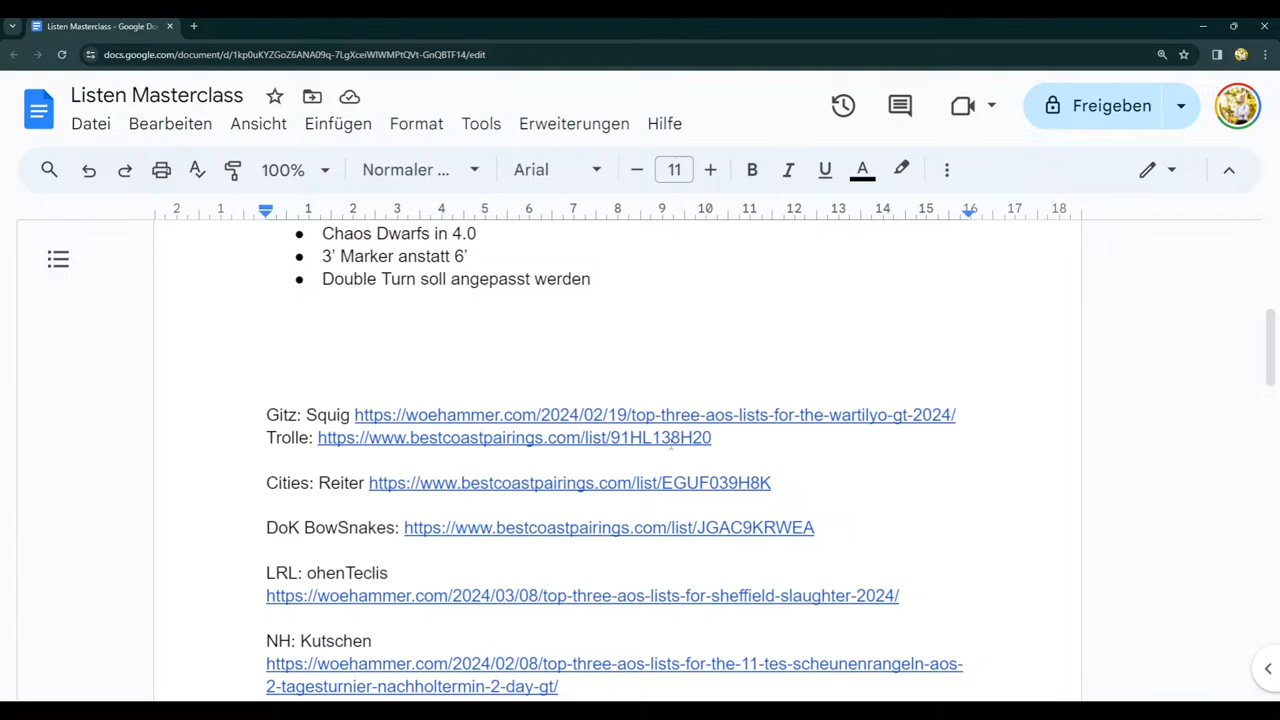 Listen Masterclass - Google Do
docs.google.com/document/d/1kp0uKYZGoZ6ANA09q-7LgXceiWIWMPtQVt-GnQBTF14/edit
Listen Masterclass
Freigeben
Datei Bearbeiten Ansicht Einfügen Format Tools Erweiterungen Hilfe
100% Normaler ... Arial 11 B I U A
2 1 1 2 3 4 5 6 7 8 9 10 11 12 13 14 15 16 17 18
● Chaos Dwarfs in 4.0
● 3’ Marker anstatt 6’
● Double Turn soll angepasst werden
Gitz: Squig https://woehammer.com/2024/02/19/top-three-aos-lists-for-the-wartilyo-gt-2024/
Trolle: https://www.bestcoastpairings.com/list/91HL138H20
Cities: Reiter https://www.bestcoastpairings.com/list/EGUF039H8K
DoK BowSnakes: https://www.bestcoastpairings.com/list/JGAC9KRWEA
LRL: ohenTeclis
https://woehammer.com/2024/03/08/top-three-aos-lists-for-sheffield-slaughter-2024/
NH: Kutschen
https://woehammer.com/2024/02/08/top-three-aos-lists-for-the-11-tes-scheunenrangeln-aos-
2-tagesturnier-nachholtermin-2-day-gt/